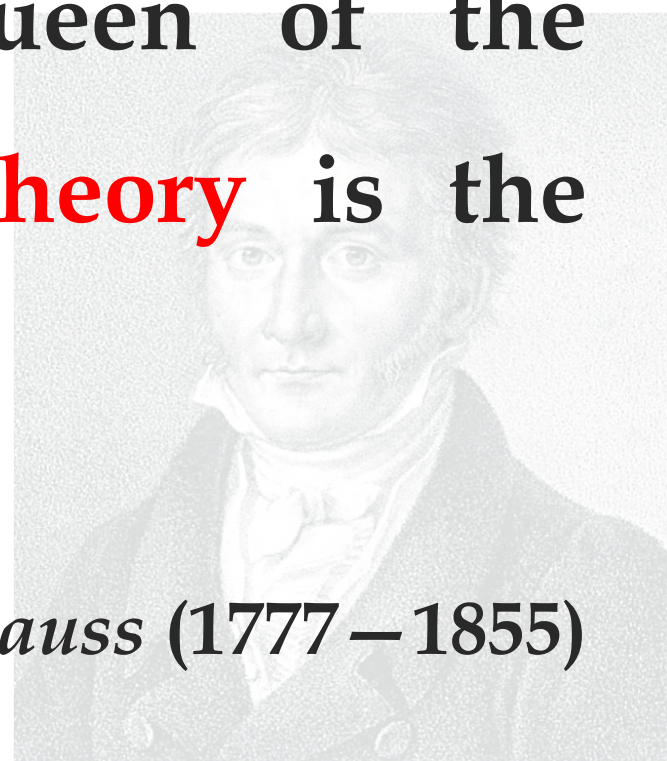 ueen of the
heory is the
auss (1777—1855)